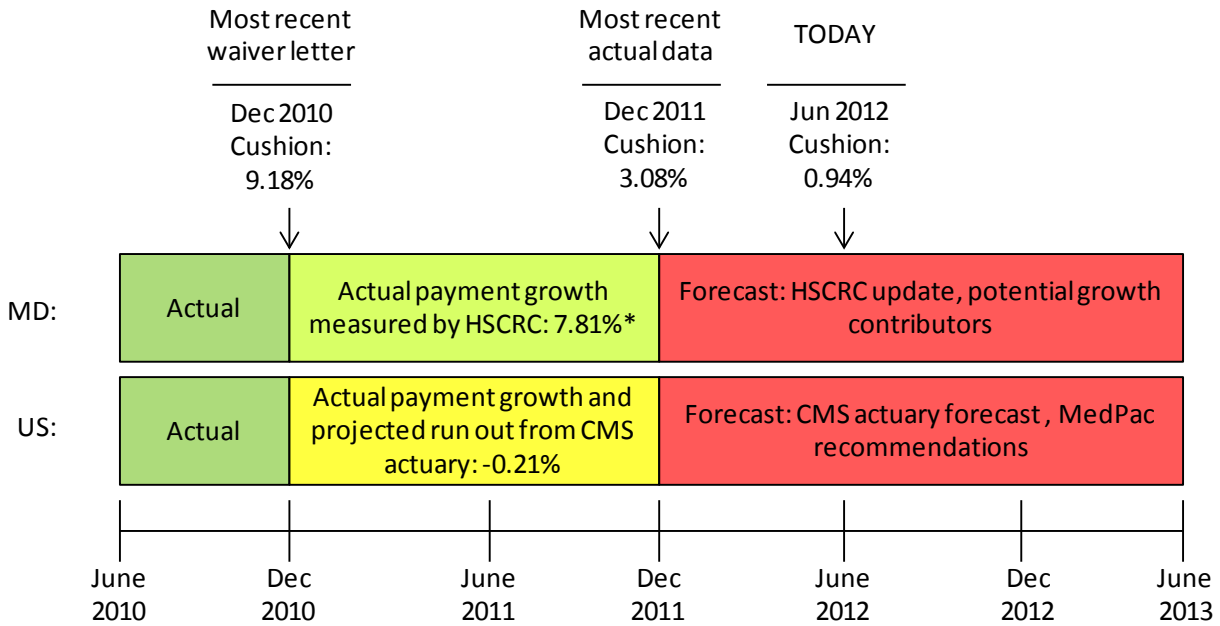 Most recent
waiver letter
Dec 2010
Cushion:
9.18%
Most recent
actual data
Dec 2011
Cushion:
3.08%
TODAY
Jun 2012
Cushion:
0.94%
MD:
Actual
Actual payment growth
measured by HSCRC: 7.81%*
Forecast: HSCRC update, potential growth
contributors
US:
Actual
Actual payment growth and
projected run out from CMS
actuary: -0.21%
Forecast: CMS actuary forecast , MedPac
recommendations
June
2010
Dec
2010
June
2011
Dec
2011
June
2012
Dec
2012
June
2013